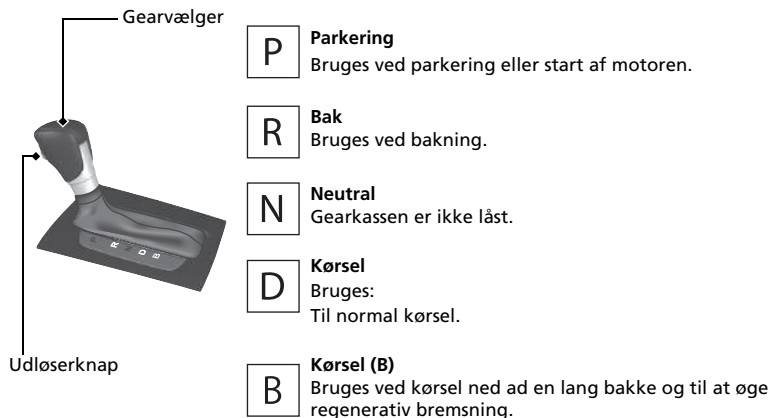 Gearvælger
P
Parkering
Bruges ved parkering eller start af motoren.
R
Bak
Bruges ved bakning.
N
Neutral
Gearkassen er ikke låst.
D
Kørsel
Bruges:
Til normal kørsel.
Udløserknap
B
Kørsel (B)
Bruges ved kørsel ned ad en lang bakke og til at øge
regenerativ bremsning.
P
R
N
D
B